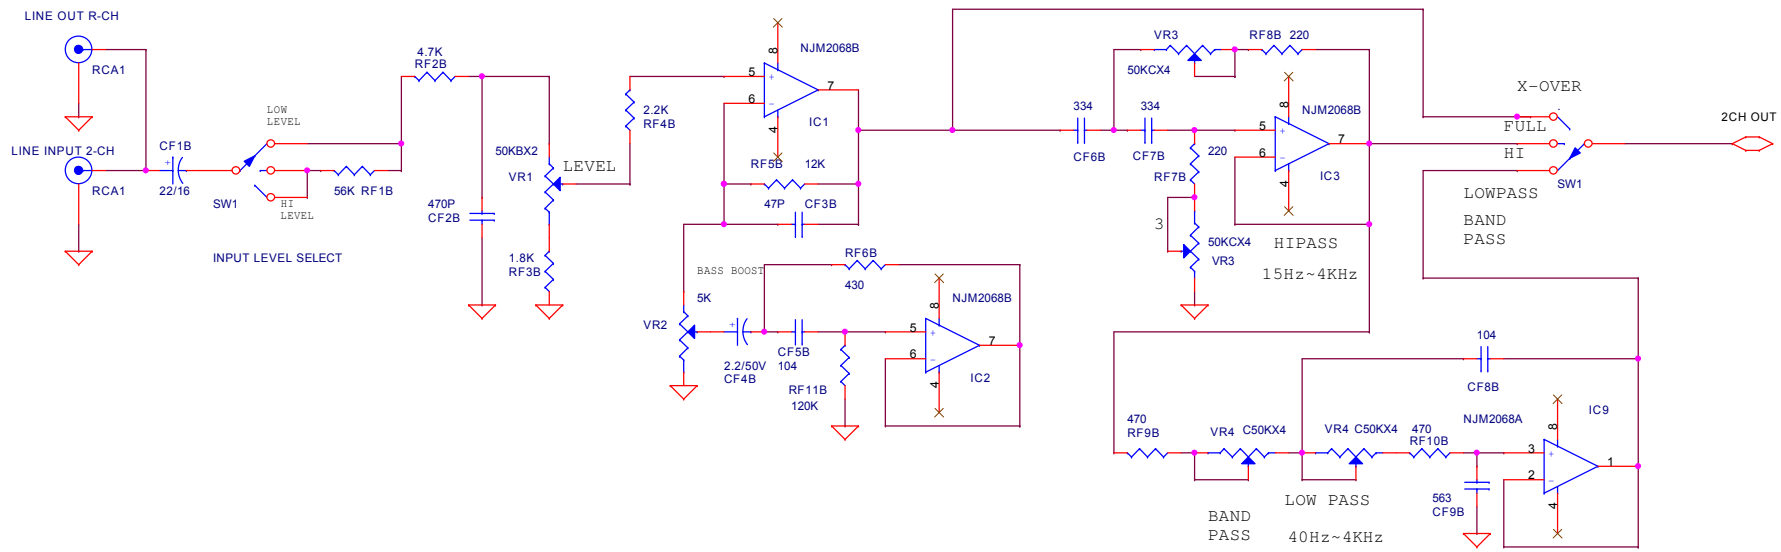 LINE OUT R-CH
RCA1
LINE INPUT 2-CH
RCA1
CF1B
+
22/16
SW1
LOW
LEVEL
HI
LEVEL
INPUT LEVEL SELECT
56K RF1B
4.7K
RF2B
470P
CF2B
50KBX2
VR1
LEVEL
1.8K
RF3B
2.2K
RF4B
NJM2068B
8
5
+
6
-
7
4
IC1
RF5B
12K
47P
CF3B
BASS BOOST
5K
VR2
+
2.2/50V
CF4B
RF6B
430
CF5B
104
RF11B
120K
NJM2068B
8
5
+
6
-
7
4
IC2
334
CF6B
334
CF7B
VR3
50KCX4
RF8B 220
220
RF7B
3
50KCX4
VR3
NJM2068B
8
5
+
6
-
7
4
IC3
HIPASS
15Hz~4KHz
X-OVER
FULL
HI
LOWPASS
BAND
PASS
SW1
2CH OUT
470
RF9B
VR4 C50KX4
VR4 C50KX4
470
RF10B
BAND
PASS
LOW PASS
40Hz~4KHz
104
CF8B
563
CF9B
NJM2068A
IC9
8
3
+
2
-
1
4